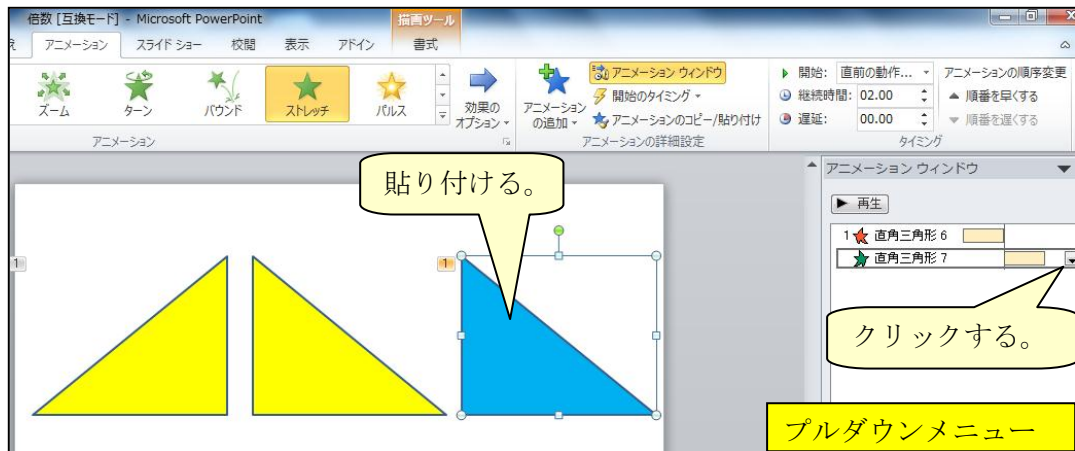 倍数 [互換モード] - Microsoft PowerPoint
描画ツール
え アニメーション スライド ショー 校閲 表示 アドイン 書式
ズーム ターン バウンド ストレッチ パルス
効果の
オプション
アニメーション
の追加
アニメーション ウィンドウ
開始のタイミング
アニメーションのコピー/貼り付け
開始: 直前の動作...
継続時間: 02.00
遅延: 00.00
アニメーションの順序変更
順番を早くする
順番を遅くする
アニメーション
アニメーションの詳細設定
タイミング
貼り付ける。
アニメーション ウィンドウ
再生
1 直角三角形 6
直角三角形 7
1
1
クリックする。
プルダウンメニュー